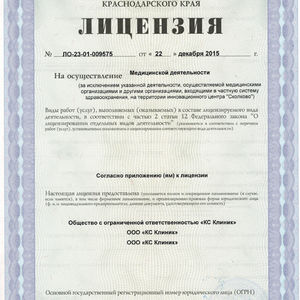 КРАСНОДАРСКОГО КРАЯ
ЛИЦЕНЗИЯ
№ ЛО-23-01-009575 от « 22 » декабря 2015 г.
На осуществление Медицинской деятельности
(за исключением указанной деятельности, осуществляемой медицинскими
организациями и другими организациями, входящими в частную систему
здравоохранения, на территории инновационного центра "Сколково")
Виды работ (услуг), выполняемых (оказываемых) в составе лицензируемого вида
деятельности, в соответствии с частью 2 статьи 12 Федерального закона "О
лицензировании отдельных видов деятельности"
Согласно приложению (ям) к лицензии
Настоящая лицензия предоставлена
Общество с ограниченной ответственностью «КС Клиник»
ООО «КС Клиник»
ООО «КС Клиник»
Основной государственный регистрационный номер юридического лица (ОГРН)